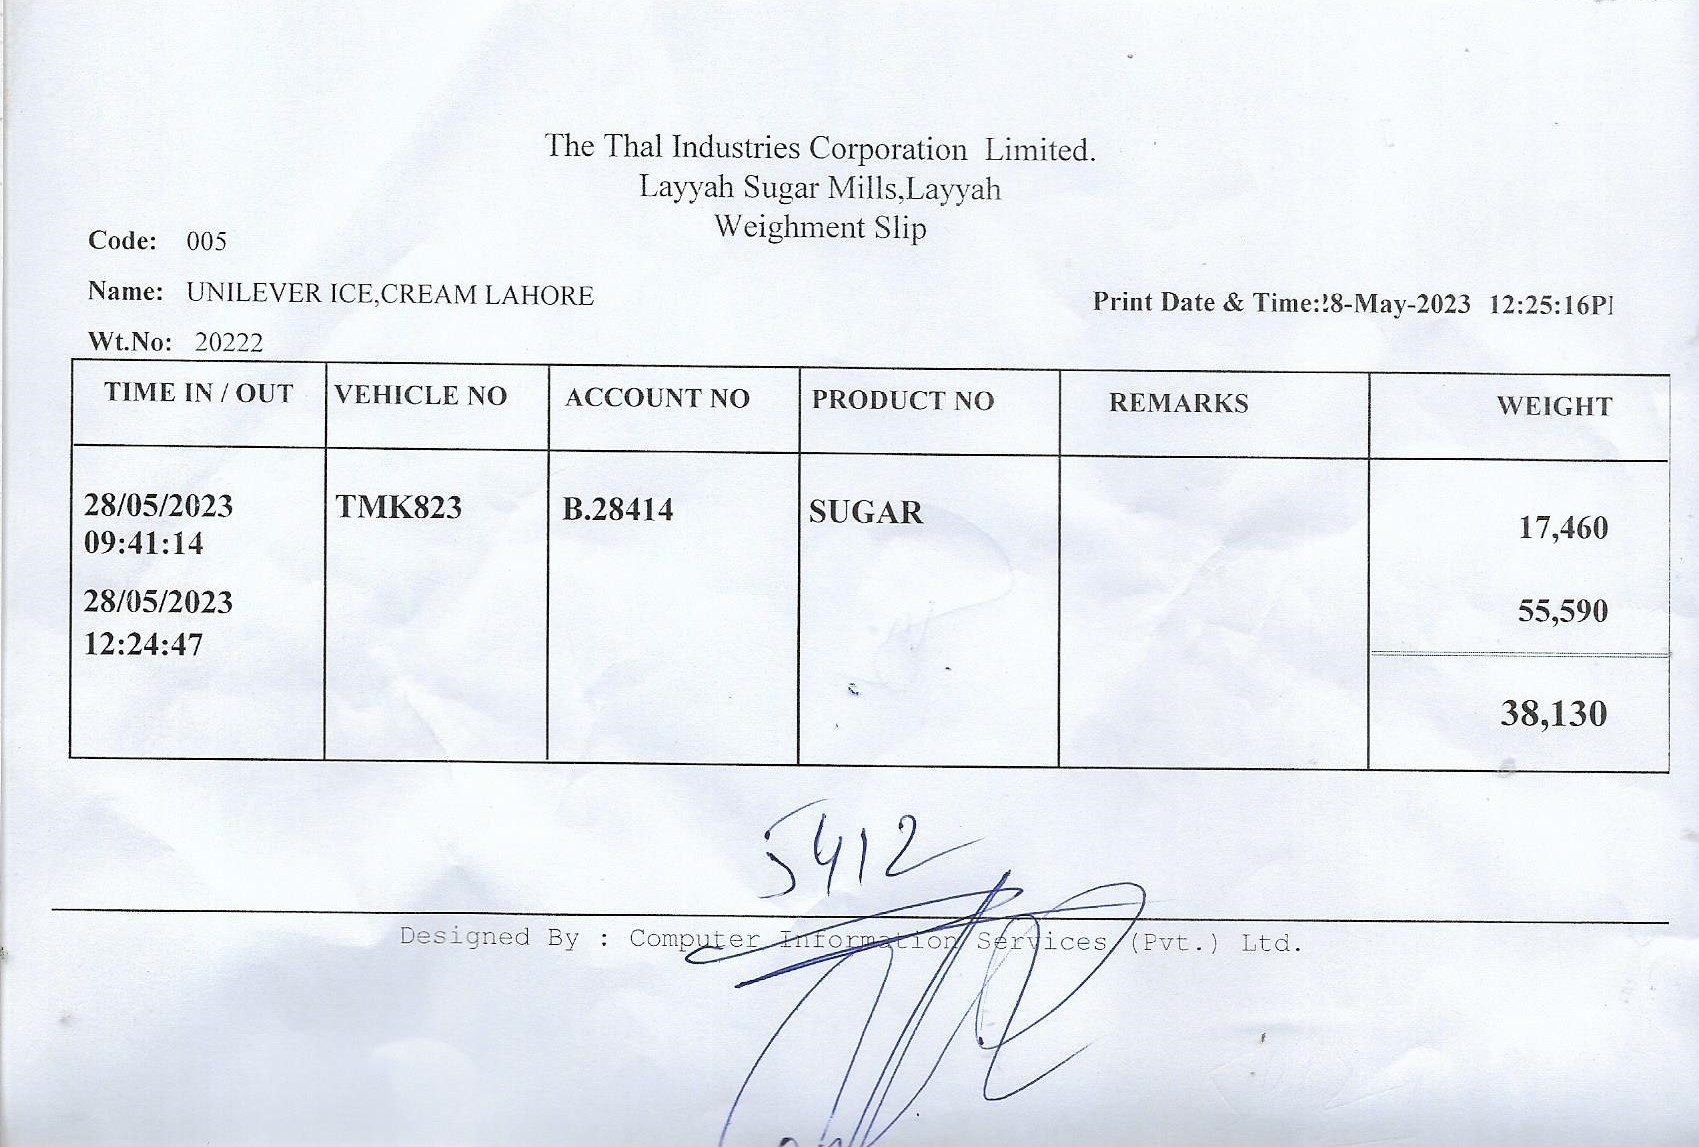 The Thal Industries Corporation Limited.
Layyah Sugar Mills,Layyah
Weighment Slip
Code: 005
Name: UNILEVER ICE,CREAM LAHORE
Print Date & Time: 8-May-2023 12:25:16P
Wt.No: 20222
TIME IN / OUT VEHICLE NO ACCOUNT NO PRODUCT NO REMARKS WEIGHT
28/05/2023 TMK823 B.28414 SUGAR 17,460
09:41:14
28/05/2023 55,590
12:24:47
38,130
5412
Designed By : Computer Information Services (Pvt.) Ltd.